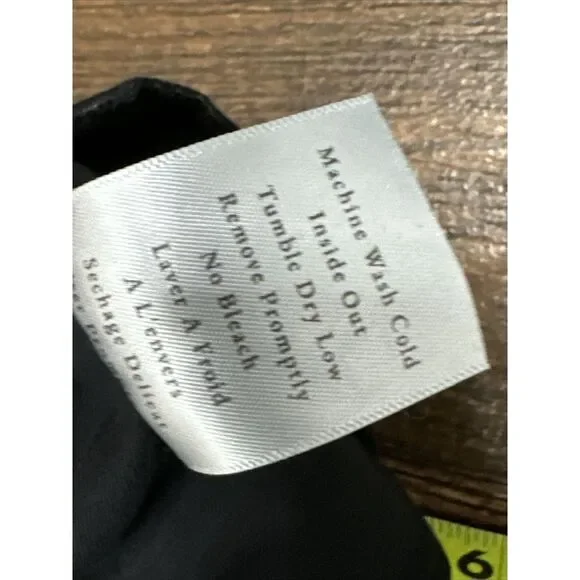 Machine Wash Cold
Inside Out
Tumble Dry Low
Remove promptly
No Bleach
Laver A Froid
A L'envers
Sechage Delicat
6